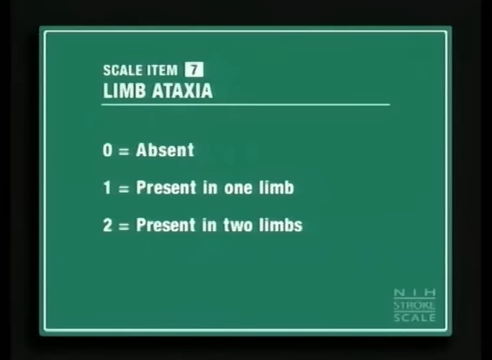 SCALE ITEM 7
LIMB ATAXIA
0 = Absent
1 = Present in one limb
2 = Present in two limbs
NIH
STROKE
SCALE